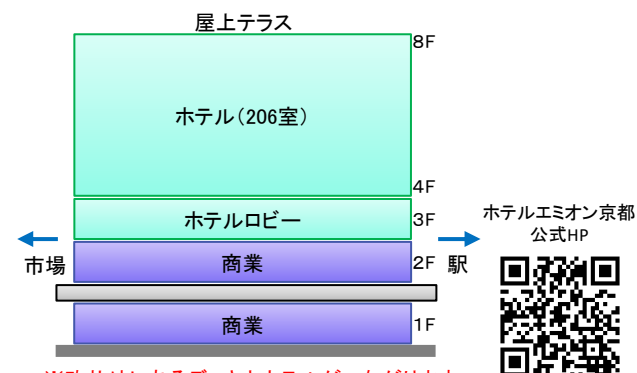 屋上テラス
8F
ホテル（206室）
4F
ホテルロビー
3F
ホテルエミオン京都
公式HP
市場
商業
2F
駅
商業
1F